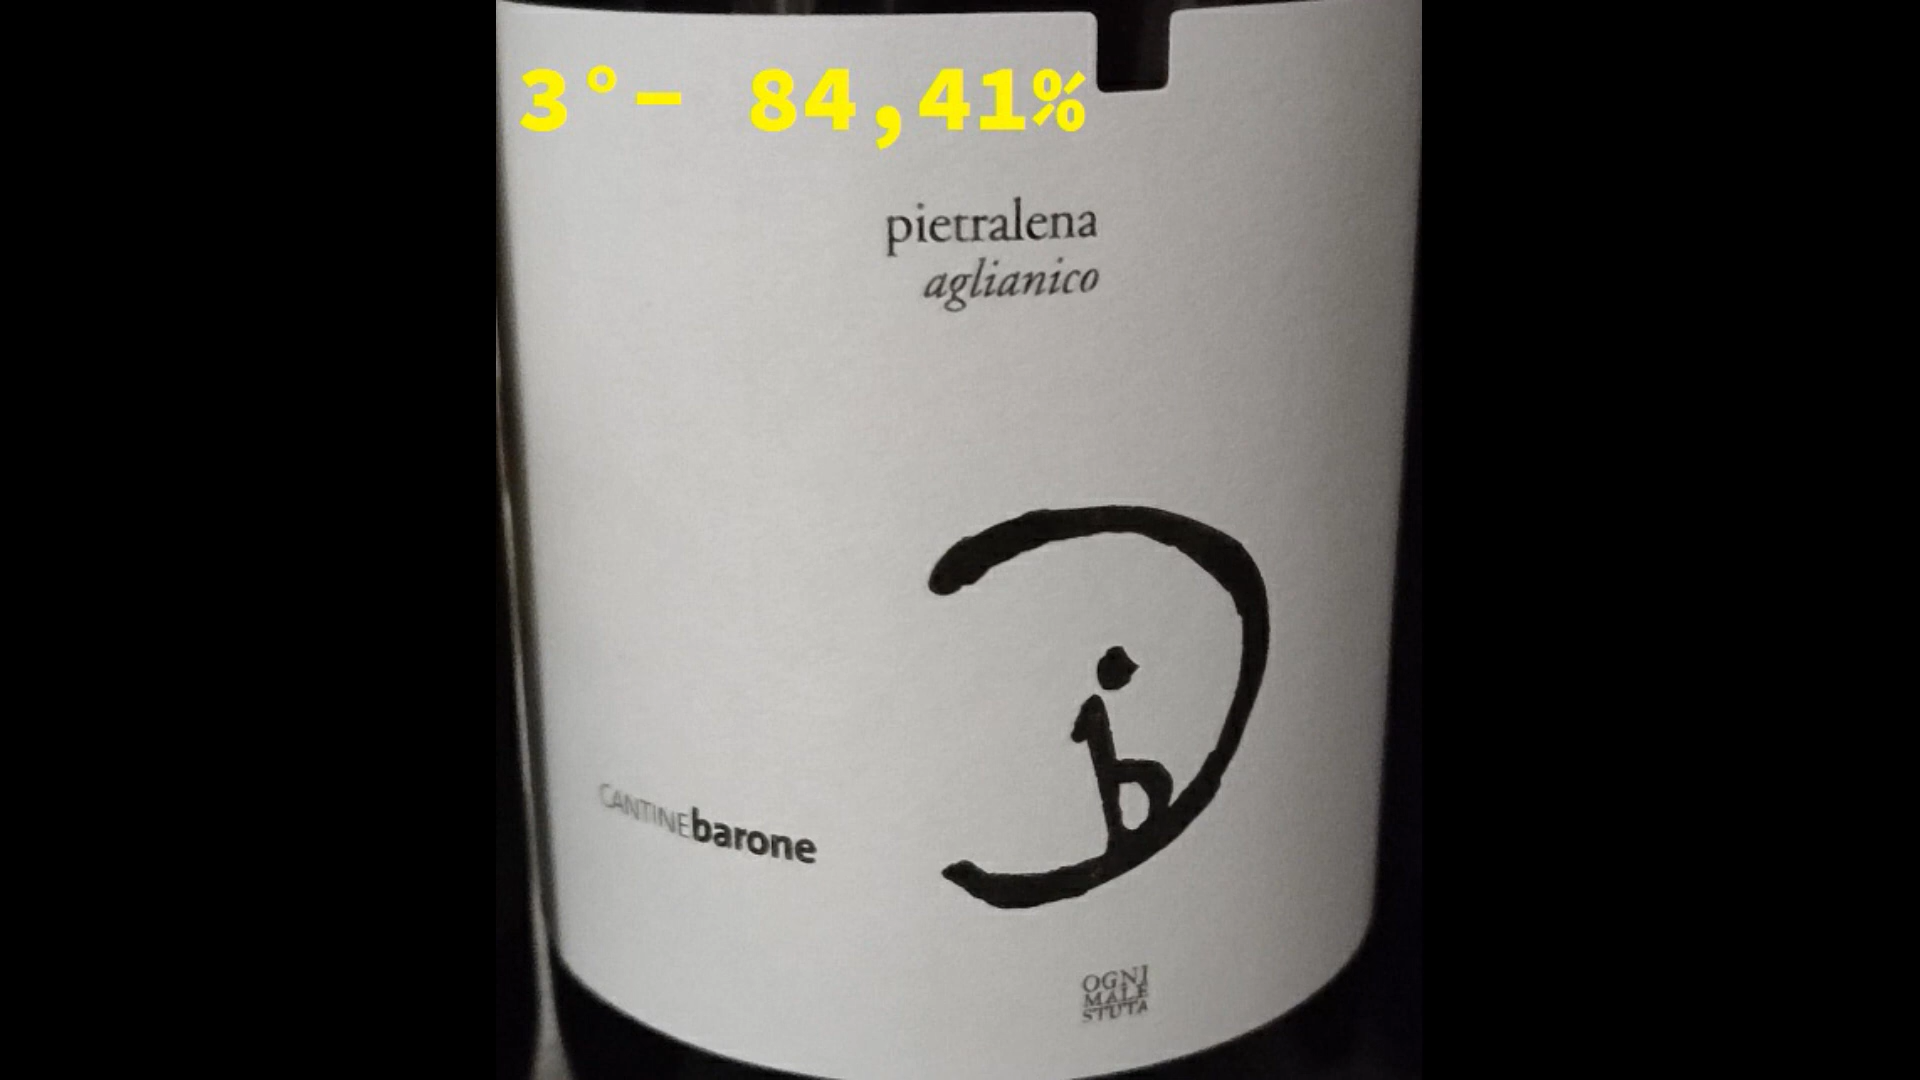 3°- 84,41%
pietralena
aglianico
CANTINEbarone
OGNI
MALE
STUTA